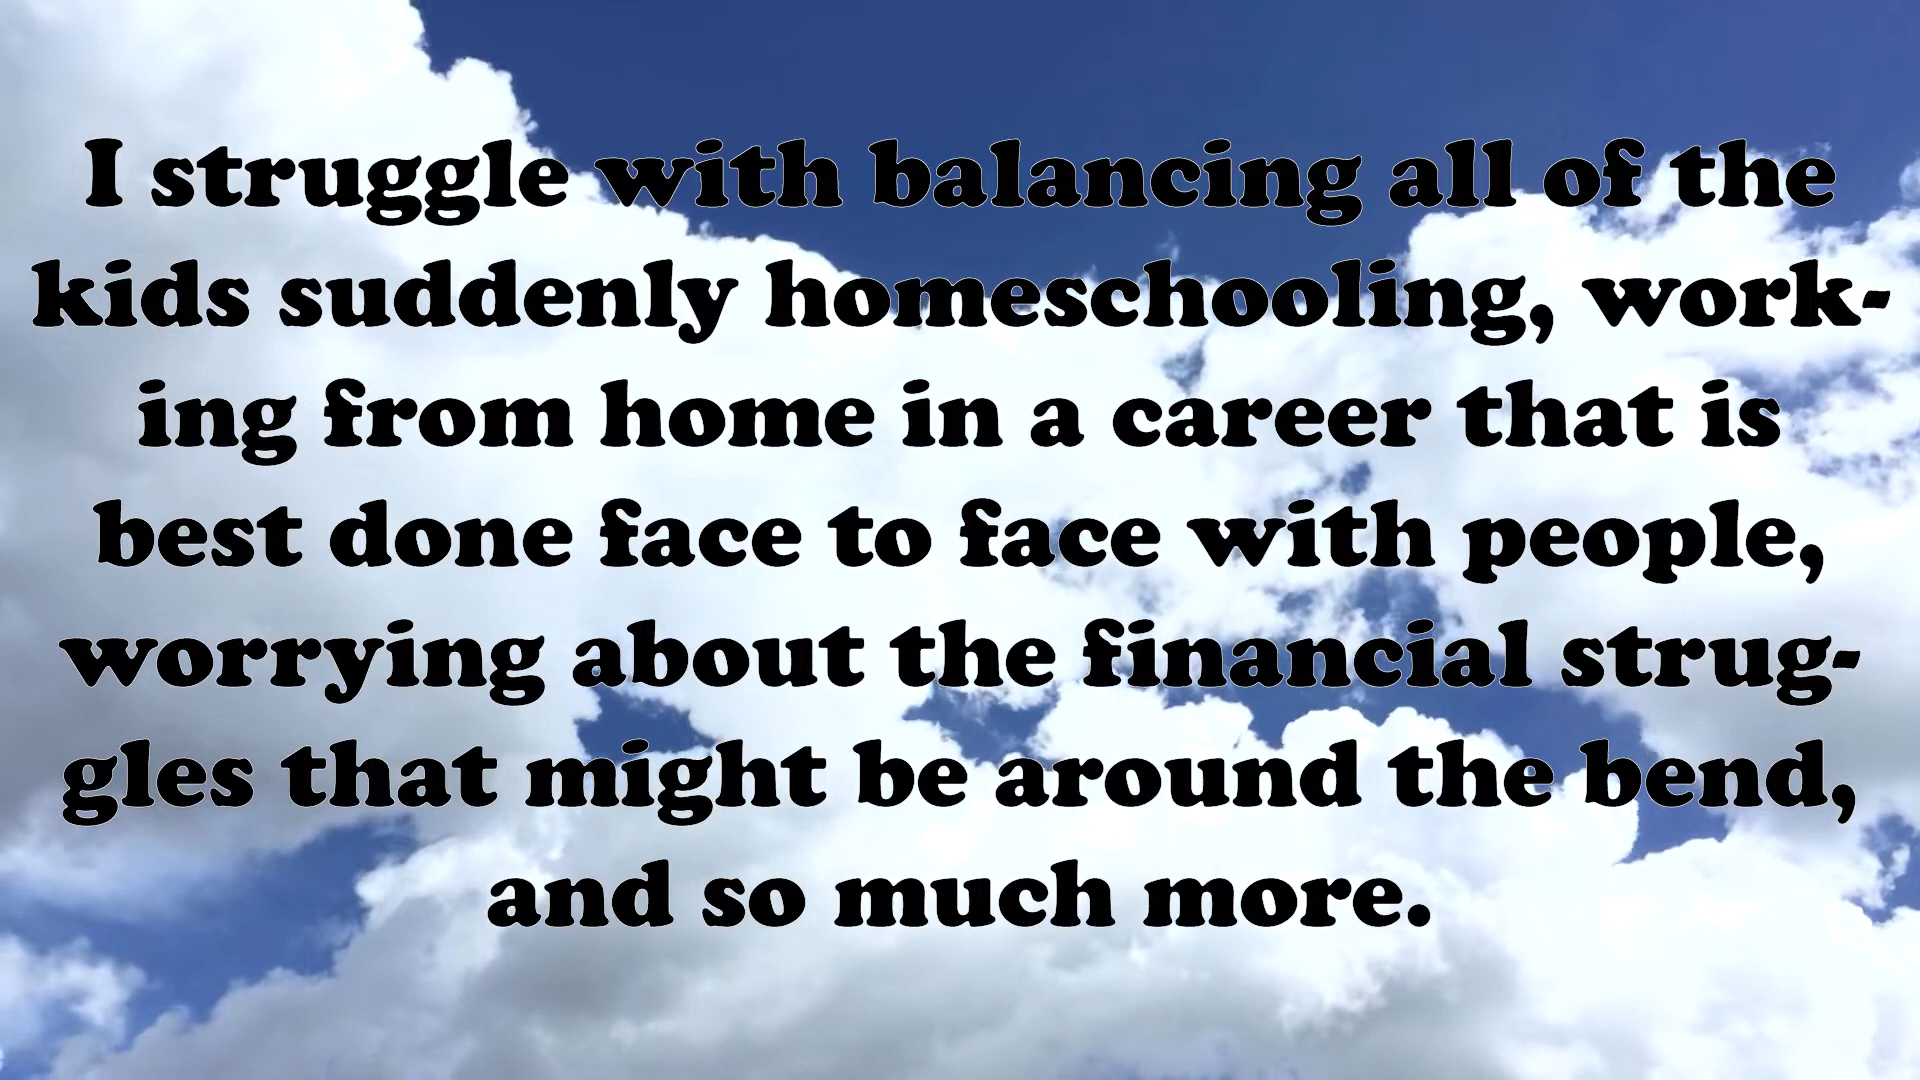 I struggle with balancing all of the
kids suddenly homeschooling, work-
ing from home in a career that is
best done face to face with people,
worrying about the financial strug-
gles that might be around the bend,
and so much more.